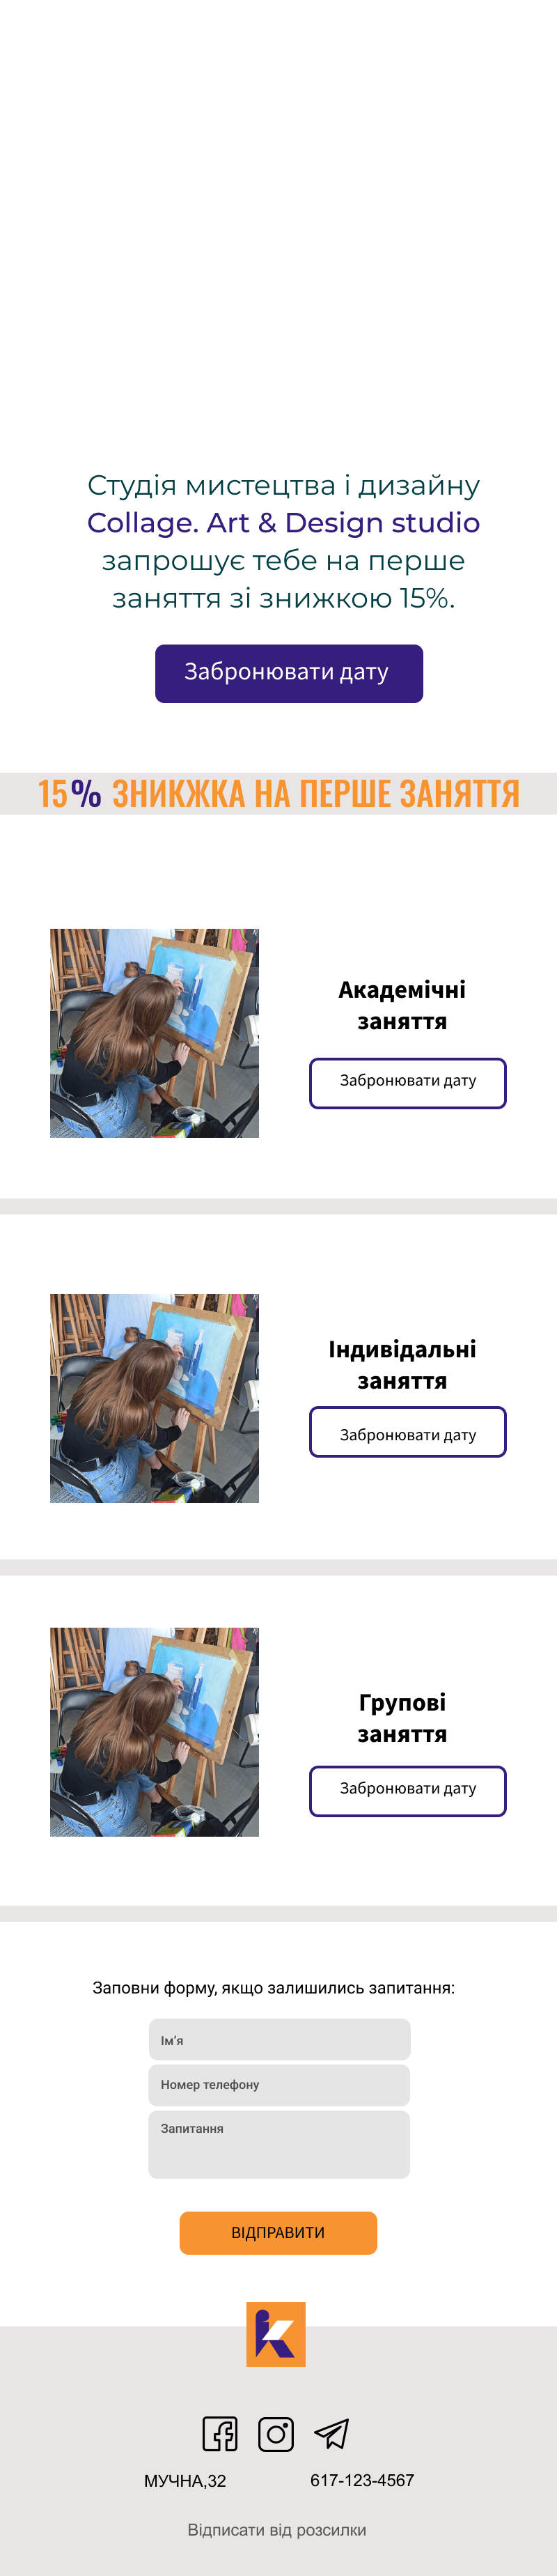 Студія мистецтва і дизайну
Collage. Art & Design studio
запрошує тебе на перше
заняття зі знижкою 15%.
Забронювати дату
15% ЗНИКЖКА НА ПЕРШЕ ЗАНЯТТЯ
Академічні
заняття
Забронювати дату
Індивідальні
заняття
Забронювати дату
Групові
заняття
Забронювати дату
Заповни форму, якщо залишились запитання:
Ім’я
Номер телефону
Запитання
ВІДПРАВИТИ
МУЧНА,32
617-123-4567
Відписати від розсилки